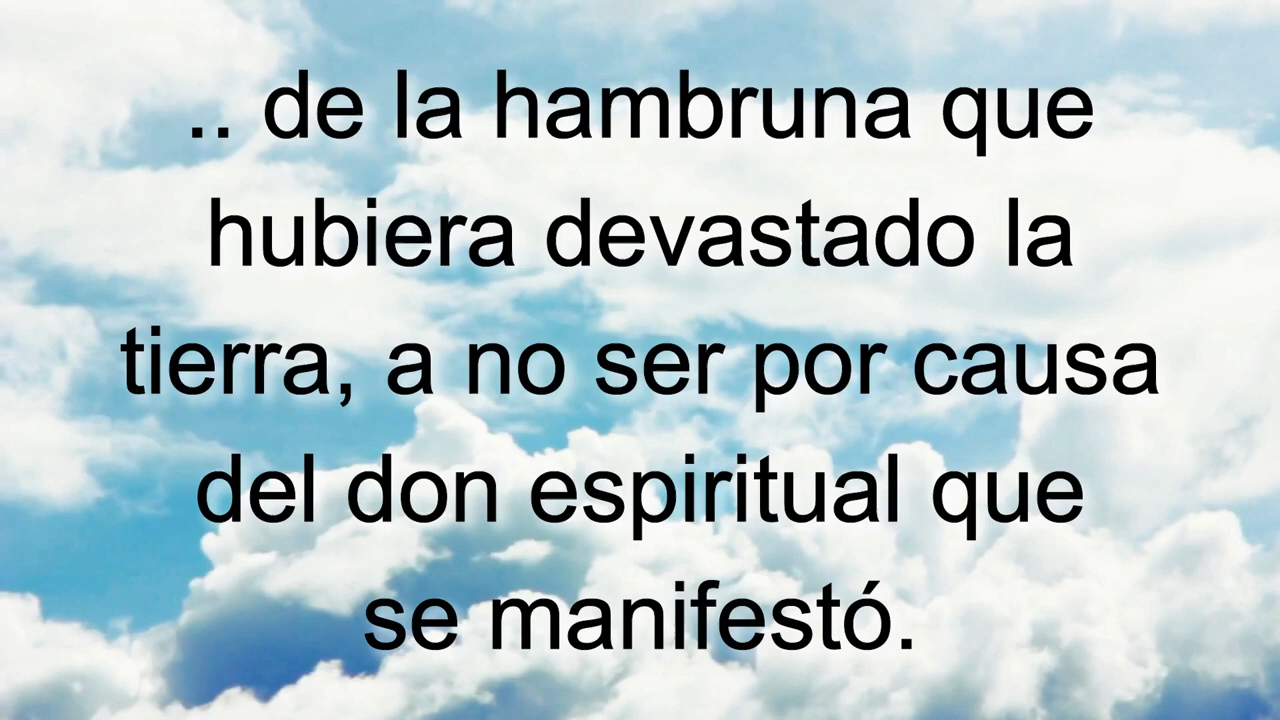 .. de la hambruna que
hubiera devastado la
tierra, a no ser por causa
del don espiritual que
se manifestó.